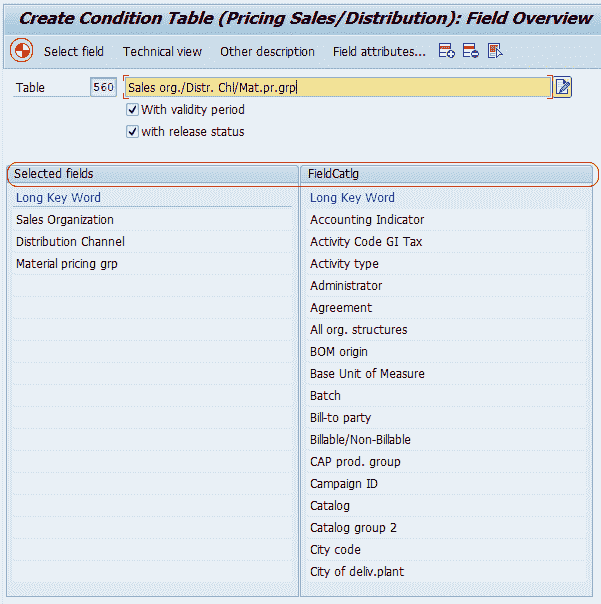 Create Condition Table (Pricing Sales/Distribution): Field Overview
Select field Technical view Other description Field attributes...
Table 560 Sales org./Distr. Chl/Mat.pr.grp
With validity period
with release status
Selected fields FieldCatlg
Long Key Word Long Key Word
Sales Organization Accounting Indicator
Distribution Channel Activity Code GI Tax
Material pricing grp Activity type
Administrator
Agreement
All org. structures
BOM origin
Base Unit of Measure
Batch
Bill-to party
Billable/Non-Billable
CAP prod. group
Campaign ID
Catalog
Catalog group 2
City code
City of deliv.plant